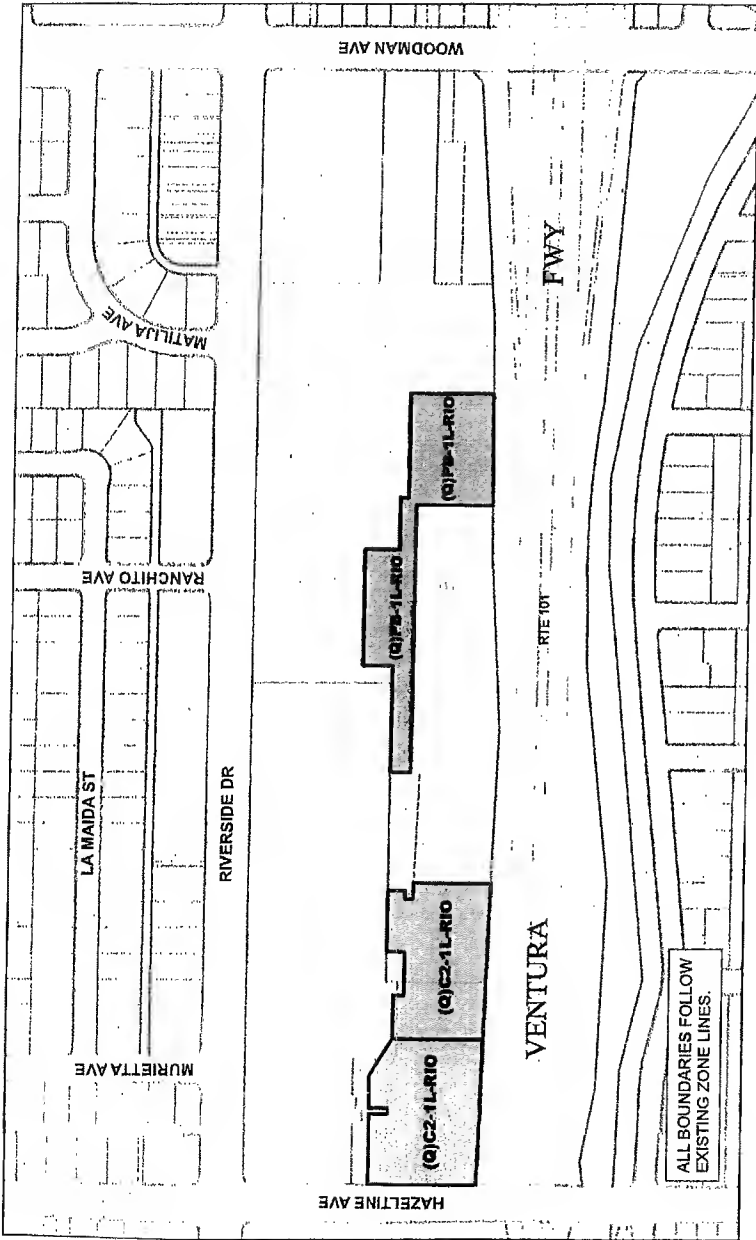 WOODMAN AVE
MATILIJA AVE
RANCHITO AVE
LA MAIDA ST
RIVERSIDE DR
MURIETTA AVE
HAZELTINE AVE
(Q)PB-1L-RIO
(Q)PB-1L-RIO
(Q)C2-1L-RIO
(Q)C2-1L-RIO
VENTURA
FWY
RTE 101
ALL BOUNDARIES FOLLOW
EXISTING ZONE LINES.